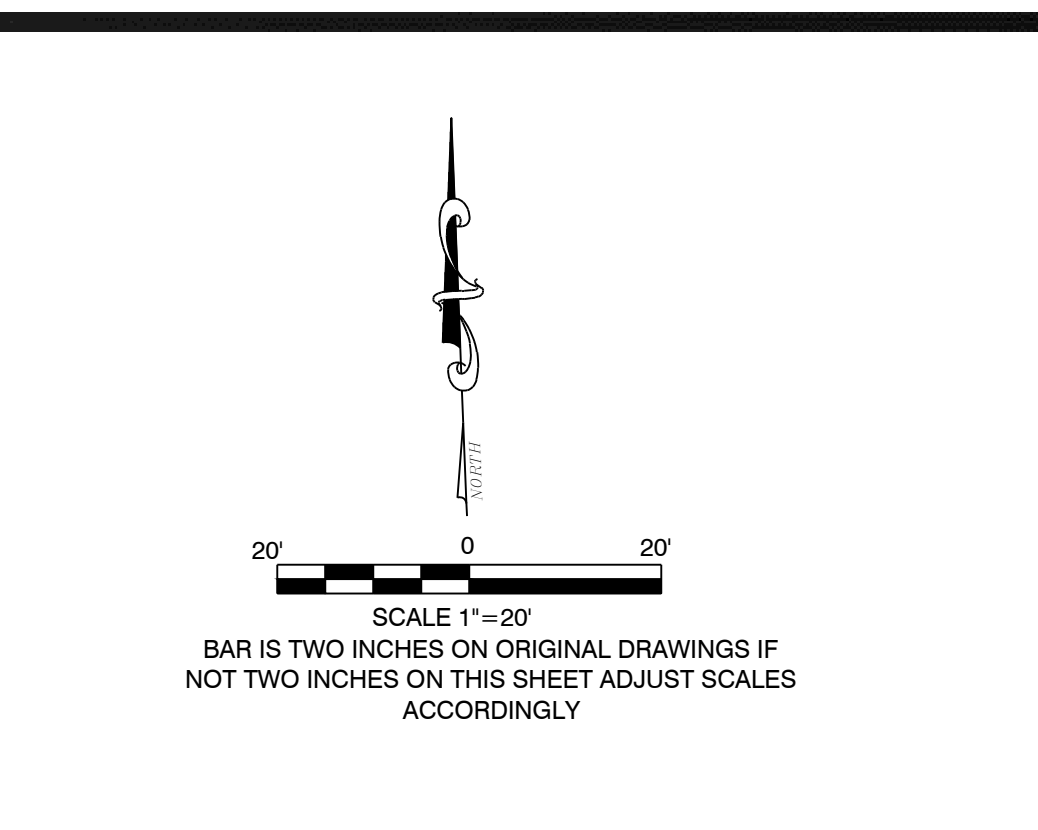 NORTH
20' 0 20'
SCALE 1"=20'
BAR IS TWO INCHES ON ORIGINAL DRAWINGS IF
NOT TWO INCHES ON THIS SHEET ADJUST SCALES
ACCORDINGLY